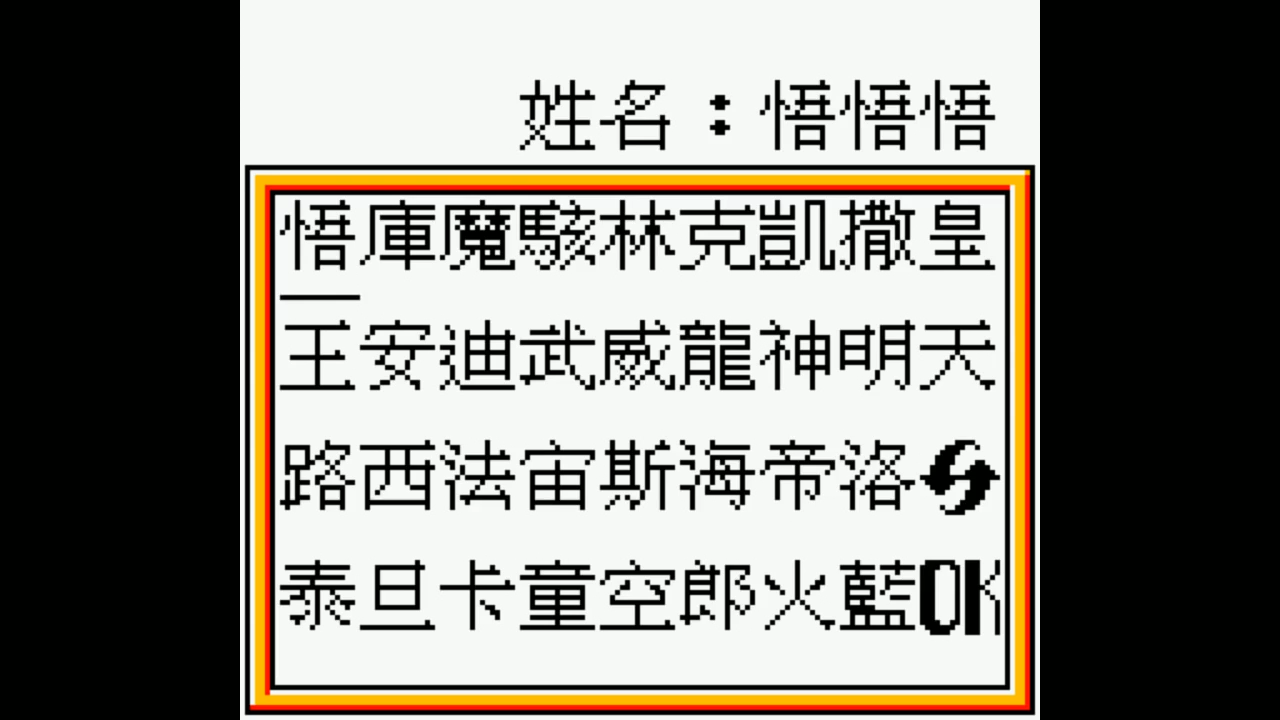 姓名：悟悟悟
悟庫魔駭林克凱撒皇
王安迪武威龍神明天
路西法宙斯海帝洛
泰旦卡童空郎火藍OK